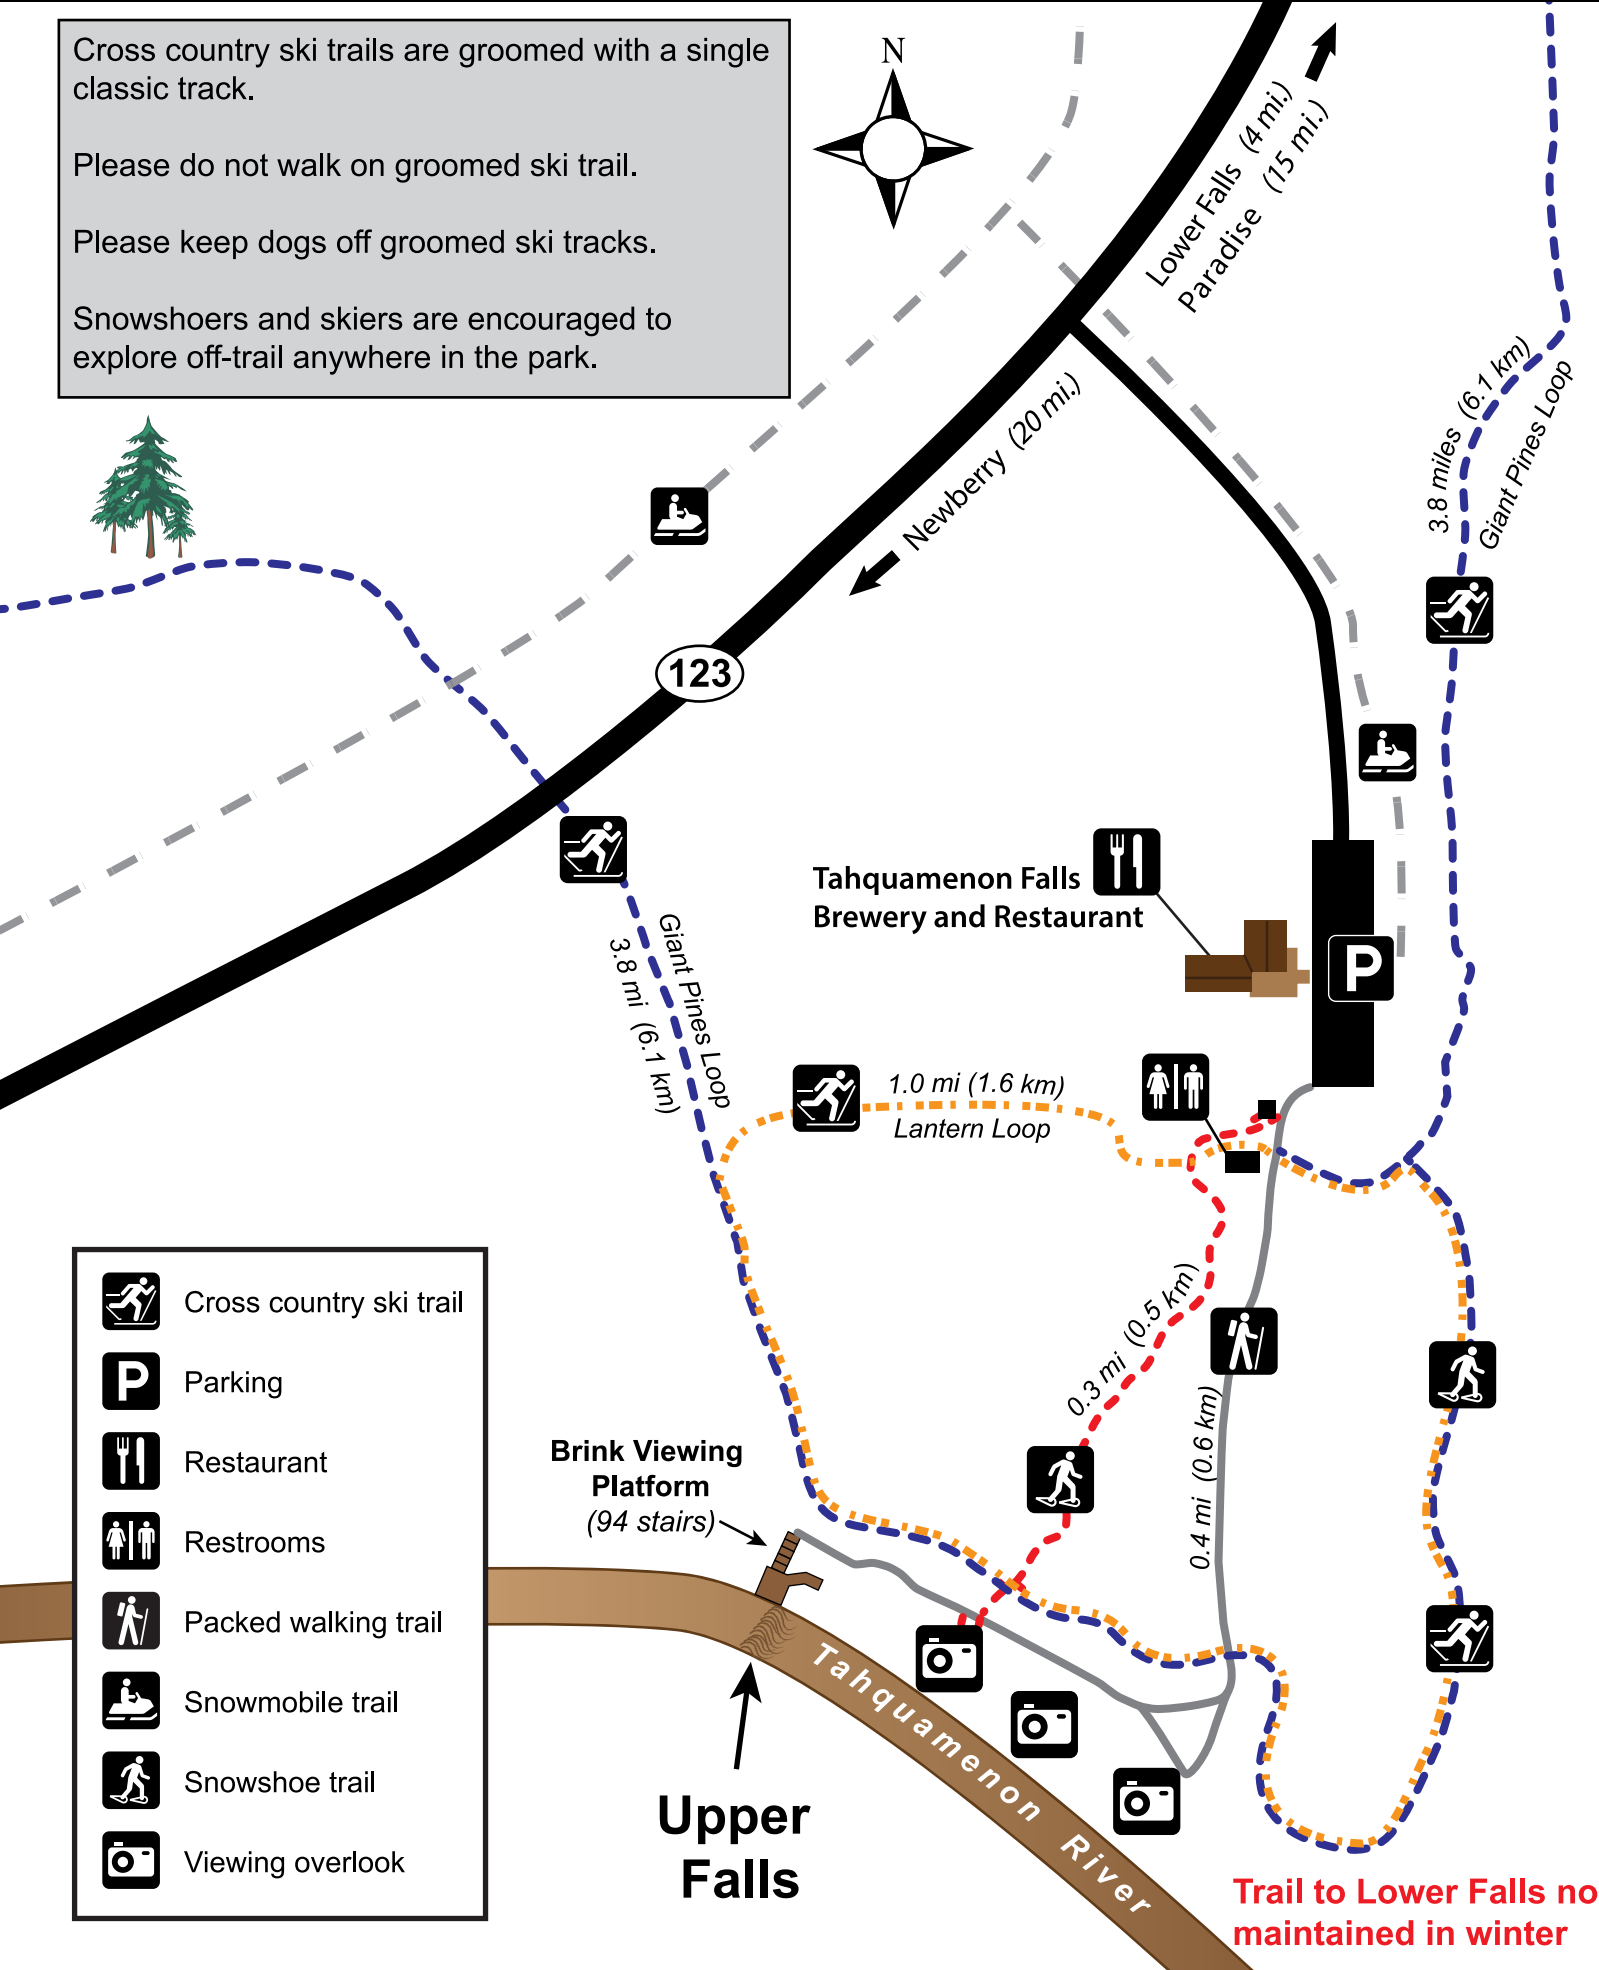 Cross country ski trails are groomed with a single
classic track.
Please do not walk on groomed ski trail.
Please keep dogs off groomed ski tracks.
Snowshoers and skiers are encouraged to
explore off-trail anywhere in the park.
N
Lower Falls (4 mi.)
Paradise (15 mi.)
Newberry (20 mi.)
123
3.8 miles (6.1 km)
Giant Pines Loop
Tahquamenon Falls
Brewery and Restaurant
P
Giant Pines Loop
3.8 mi (6.1 km)
1.0 mi (1.6 km)
Lantern Loop
0.3 mi (0.5 km)
0.4 mi (0.6 km)
Brink Viewing
Platform
(94 stairs)
Cross country ski trail
P
Parking
Restaurant
Restrooms
Packed walking trail
Snowmobile trail
Snowshoe trail
Viewing overlook
Tahquamenon River
Upper
Falls
Trail to Lower Falls no
maintained in winter